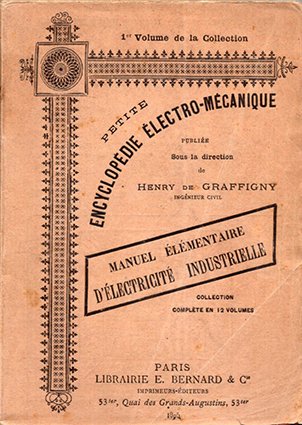 1er Volume de la Collection
PETITE
ENCYCLOPÉDIE ÉLECTRO-MÉCANIQUE
PUBLIÉE
Sous la direction
de
HENRY DE GRAFFIGNY
INGÉNIEUR CIVIL
MANUEL ÉLÉMENTAIRE
D'ÉLECTRICITÉ INDUSTRIELLE
COLLECTION
COMPLÈTE EN 12 VOLUMES
PARIS
LIBRAIRIE E. BERNARD & Cie
IMPRIMEURS-ÉDITEURS
53ter, Quai des Grands-Augustins, 53ter